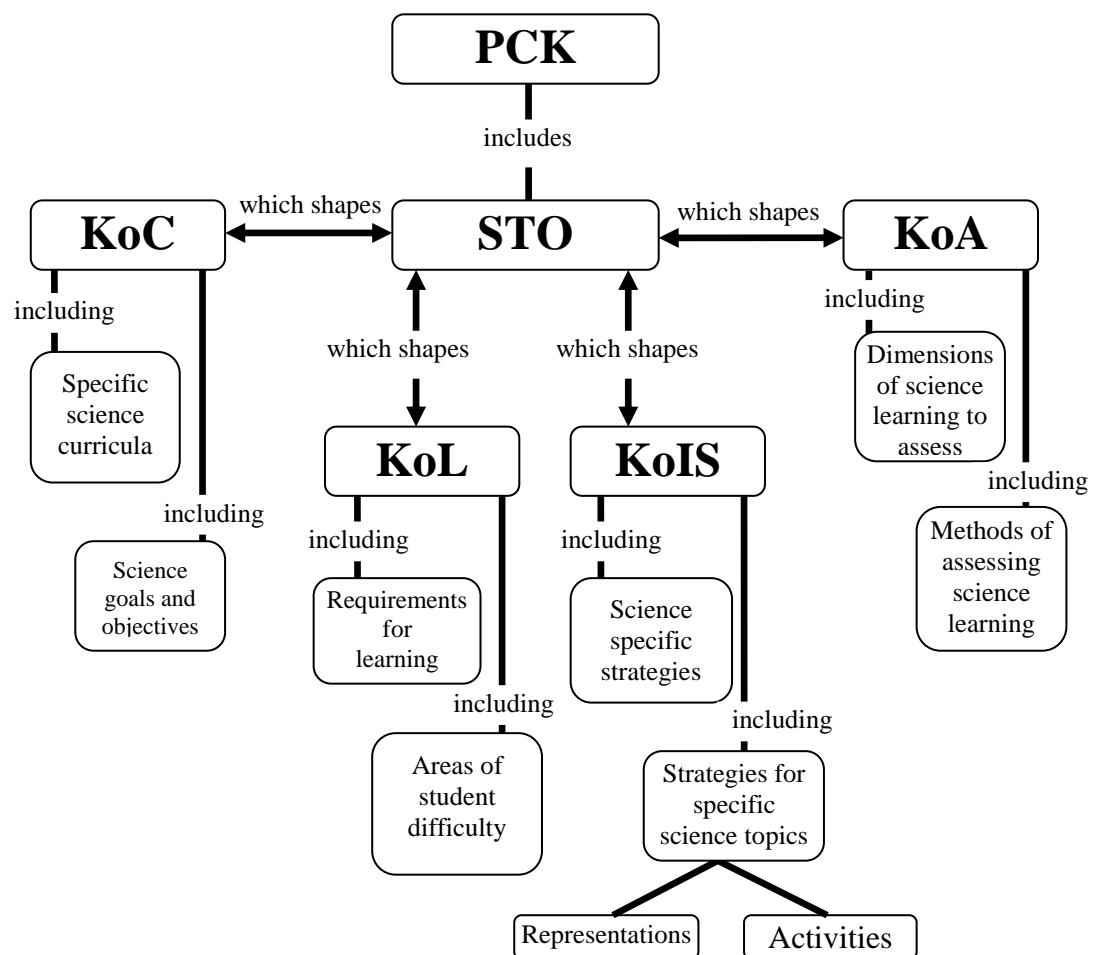 PCK
includes
which shapes
which shapes
KoC
STO
KoA
including
including
which shapes
which shapes
Dimensions
of science
learning to
assess
Specific
science
curricula
KoL
KoIS
including
including
including
including
Methods of
assessing
science
learning
Science
goals and
objectives
Requirements
for
learning
Science
specific
strategies
including
including
Areas of
student
difficulty
Strategies for
specific
science topics
Representations
Activities